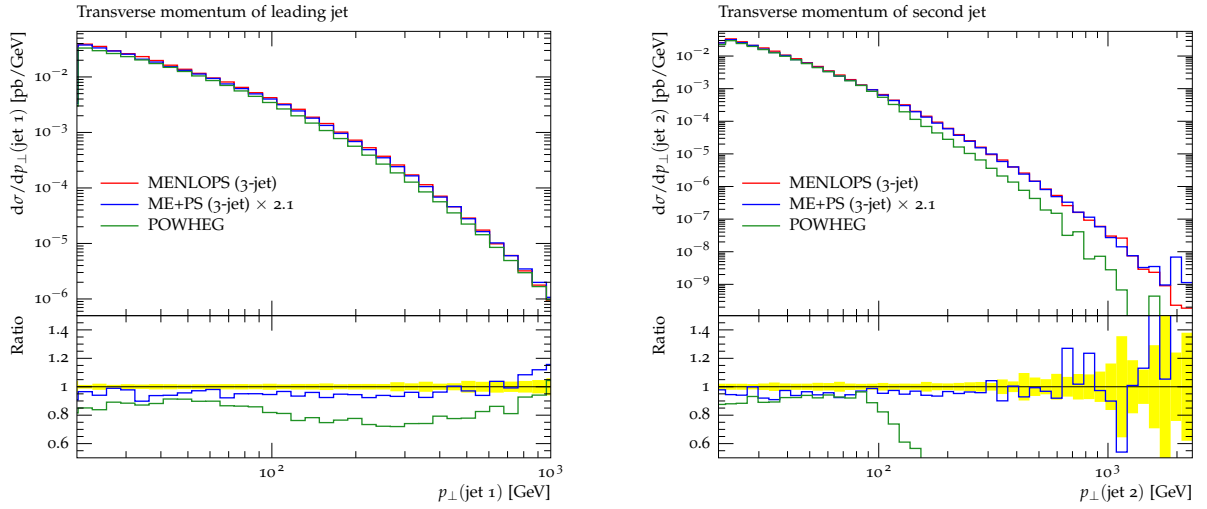 Transverse momentum of leading jet
dσ/dp⊥(jet 1) [pb/GeV]
10⁻²
10⁻³
10⁻⁴
10⁻⁵
10⁻⁶
MENLOPS (3-jet)
ME+PS (3-jet) × 2.1
POWHEG
Ratio
1.4
1.2
1
0.8
0.6
10²
10³
p⊥(jet 1) [GeV]
Transverse momentum of second jet
dσ/dp⊥(jet 2) [pb/GeV]
10⁻²
10⁻³
10⁻⁴
10⁻⁵
10⁻⁶
10⁻⁷
10⁻⁸
10⁻⁹
MENLOPS (3-jet)
ME+PS (3-jet) × 2.1
POWHEG
Ratio
1.4
1.2
1
0.8
0.6
10²
10³
p⊥(jet 2) [GeV]